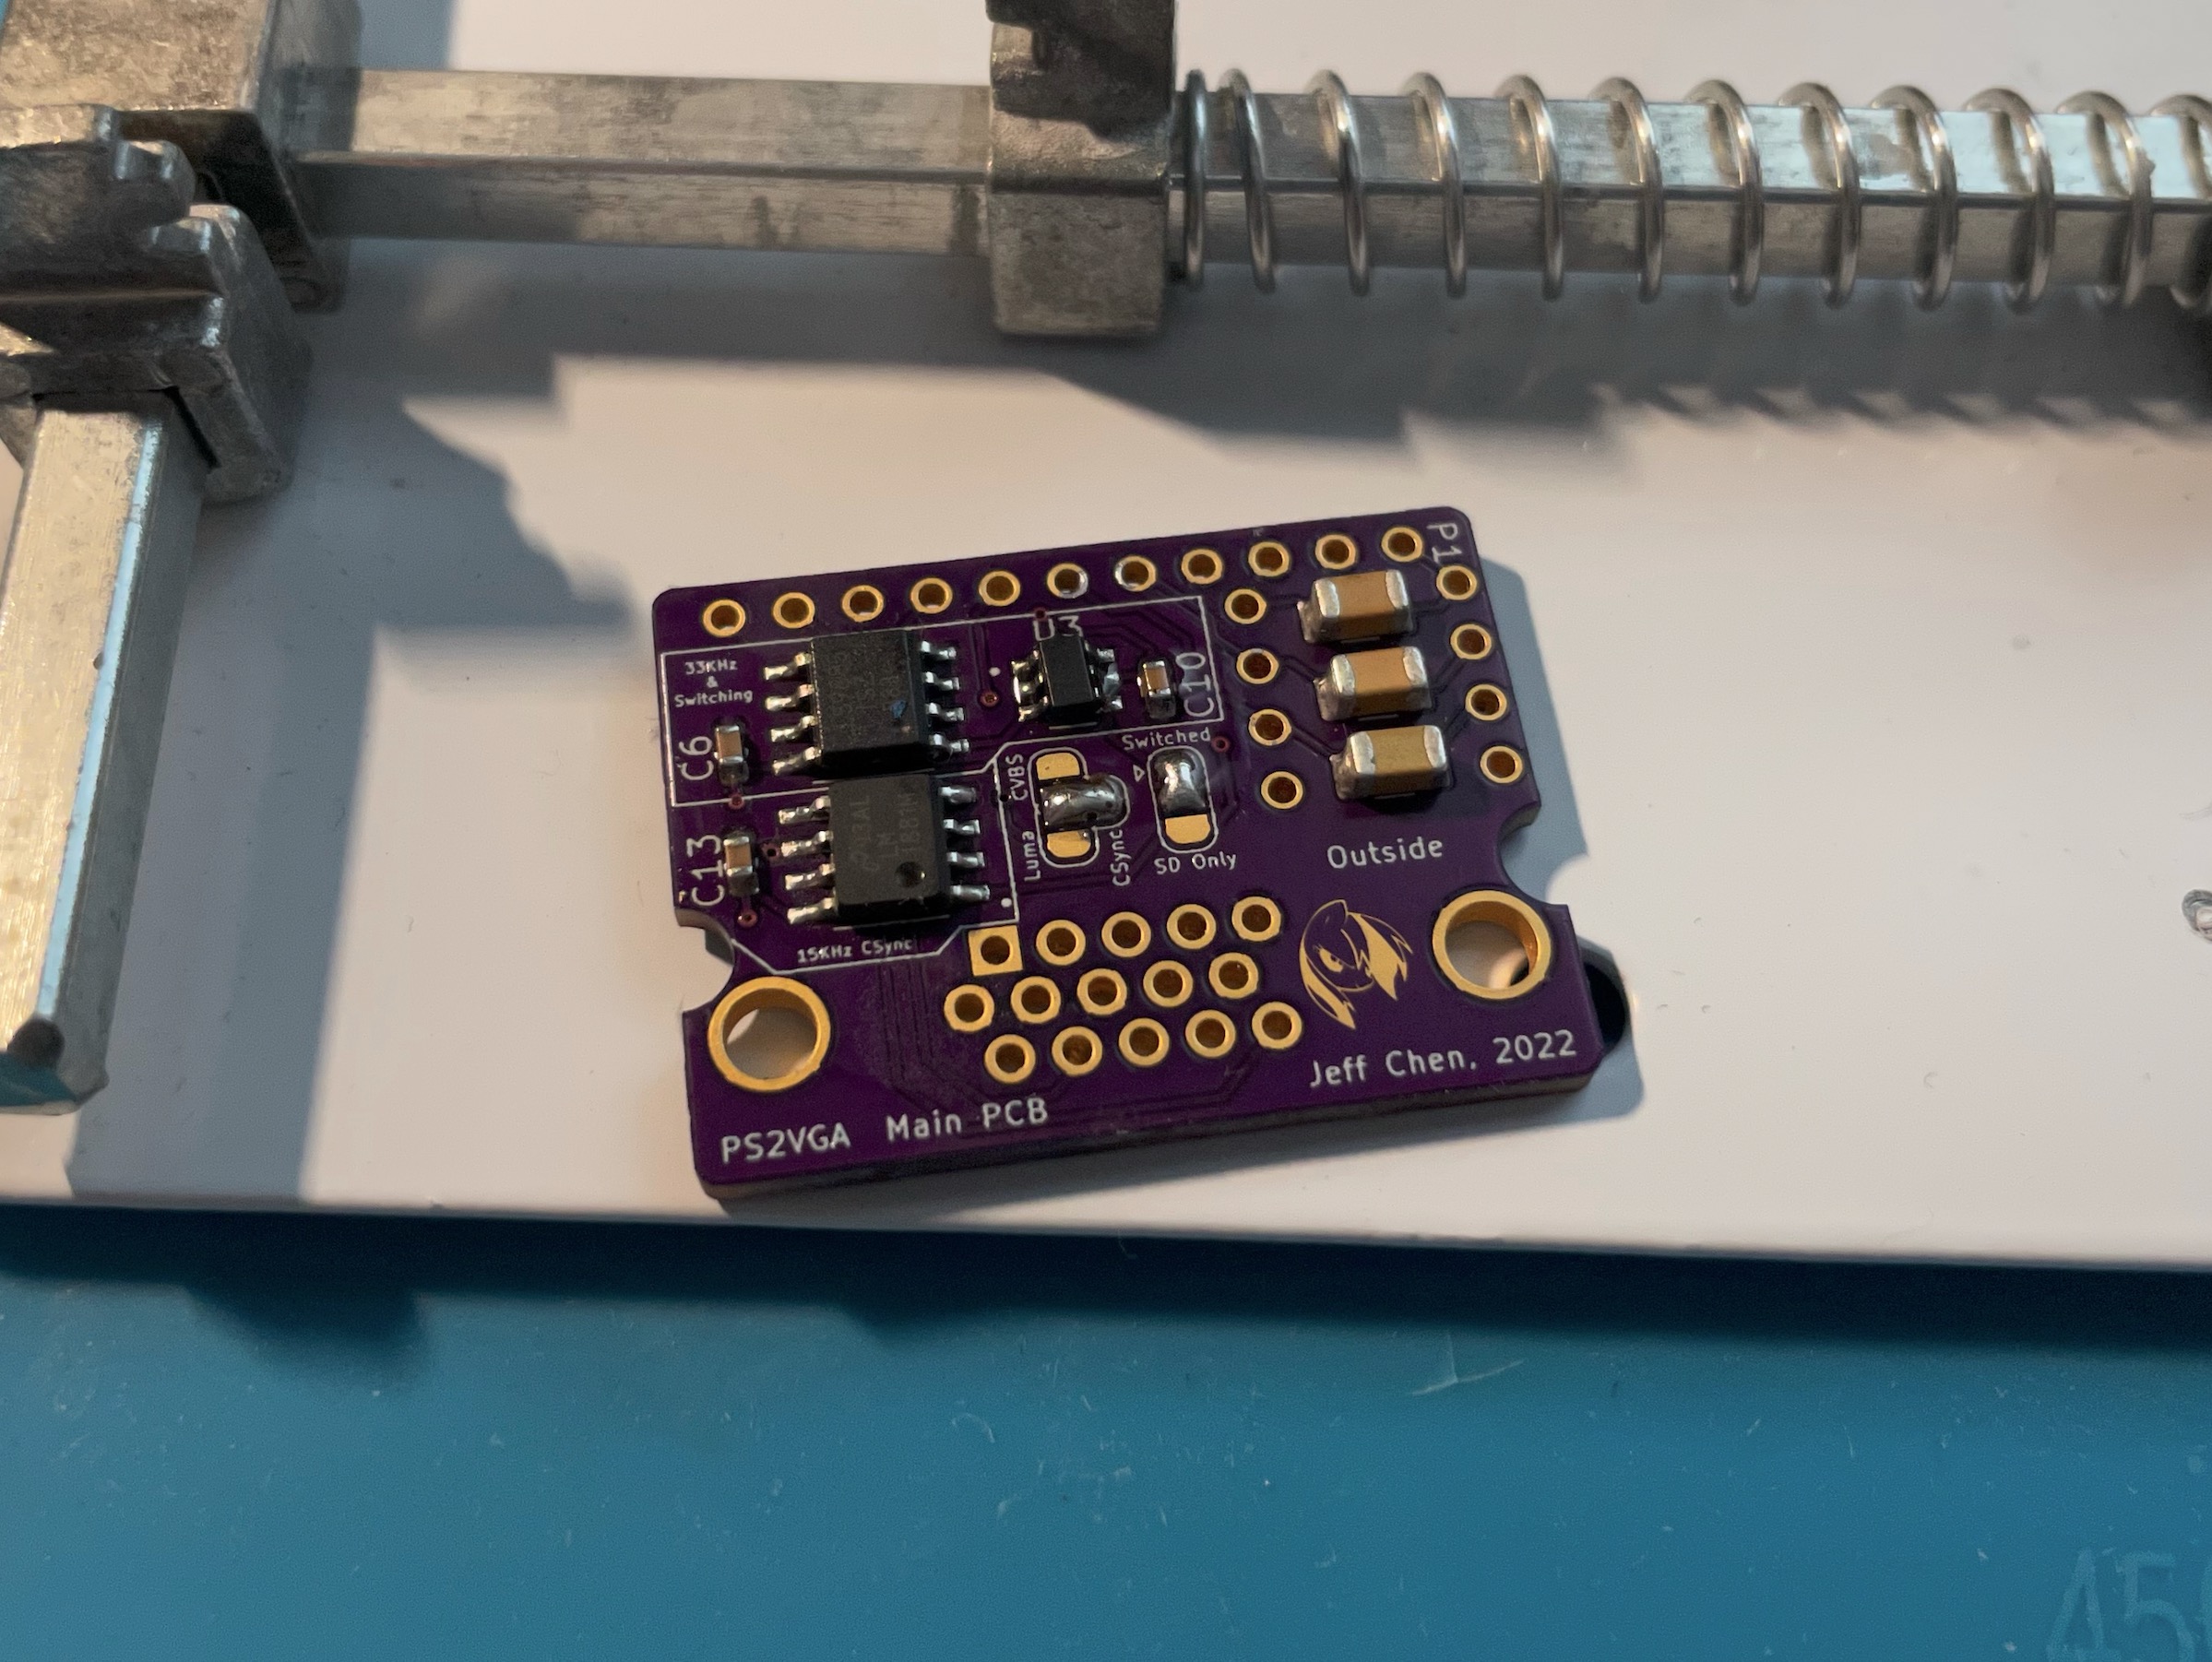 P1
U3
33KHz
&
Switching
C10
C6
Switched
CVBS
C13
Luma
CSync
SD Only
Outside
15KHz CSync
Jeff Chen, 2022
PS2VGA Main PCB